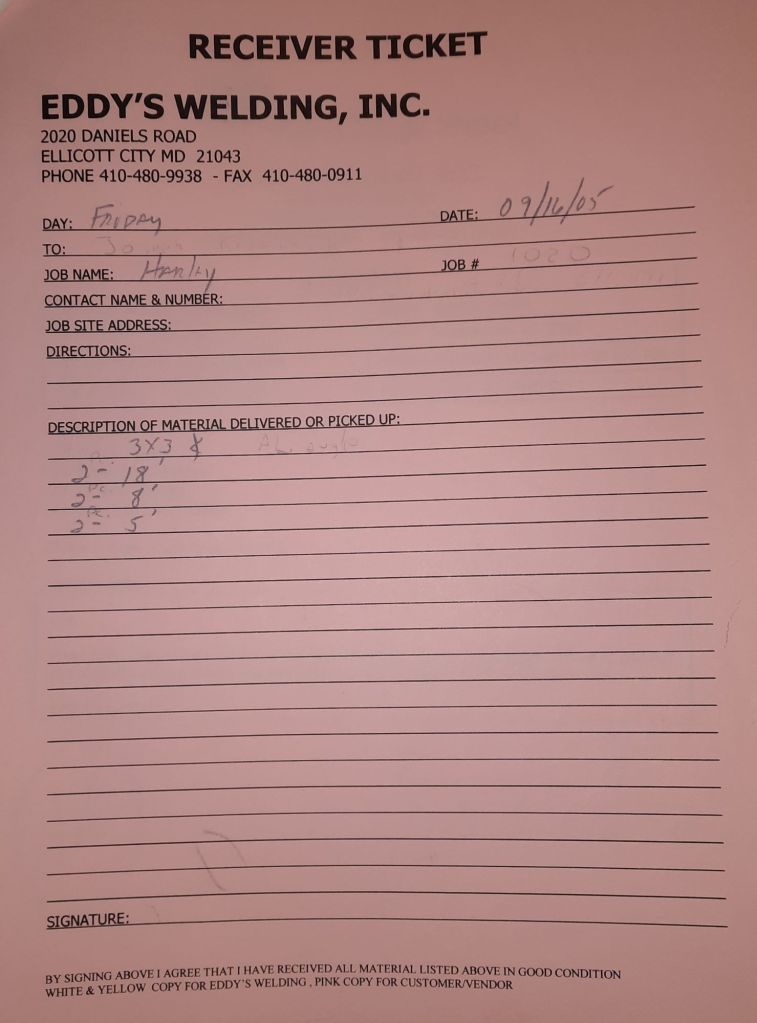 RECEIVER TICKET
EDDY'S WELDING, INC.
2020 DANIELS ROAD
ELLICOTT CITY MD 21043
PHONE 410-480-9938 - FAX 410-480-0911
DAY: FRIDAY DATE: 09/16/05
TO:
JOB NAME: JOB #
CONTACT NAME & NUMBER:
JOB SITE ADDRESS:
DIRECTIONS:
DESCRIPTION OF MATERIAL DELIVERED OR PICKED UP:
3X3
2 - 18'
2 - 8'
2 - 5'
SIGNATURE:
BY SIGNING ABOVE I AGREE THAT I HAVE RECEIVED ALL MATERIAL LISTED ABOVE IN GOOD CONDITION
WHITE & YELLOW COPY FOR EDDY'S WELDING , PINK COPY FOR CUSTOMER/VENDOR